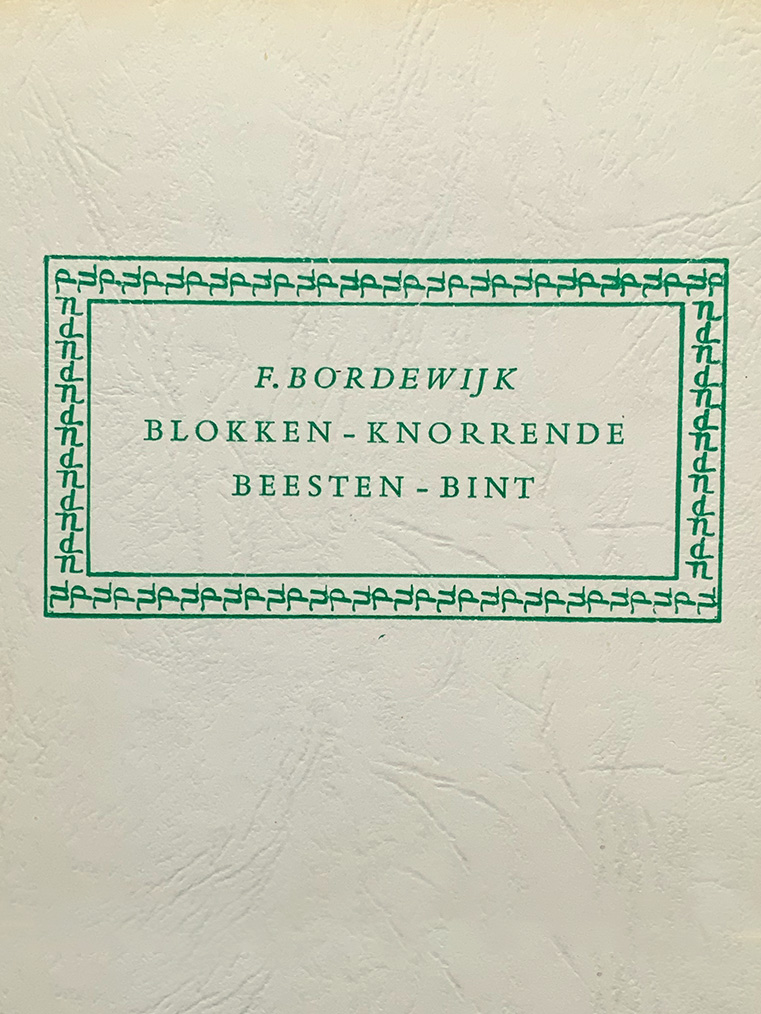 F. BORDEWIJK
BLOKKEN - KNORRENDE
BEESTEN - BINT